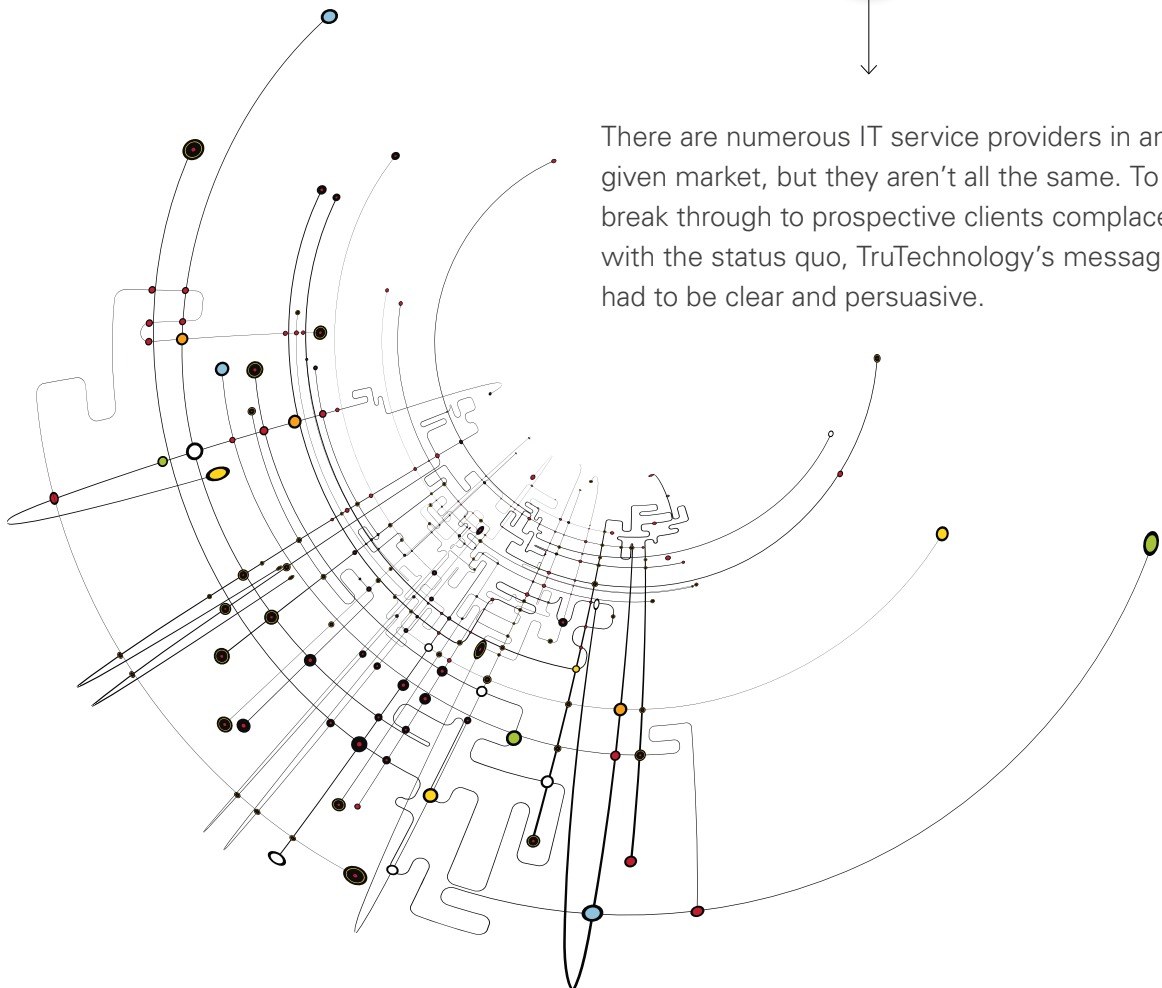 There are numerous IT service providers in
given market, but they aren’t all the same. To
break through to prospective clients
with the status quo, TruTechnology’s
had to be clear and persuasive.